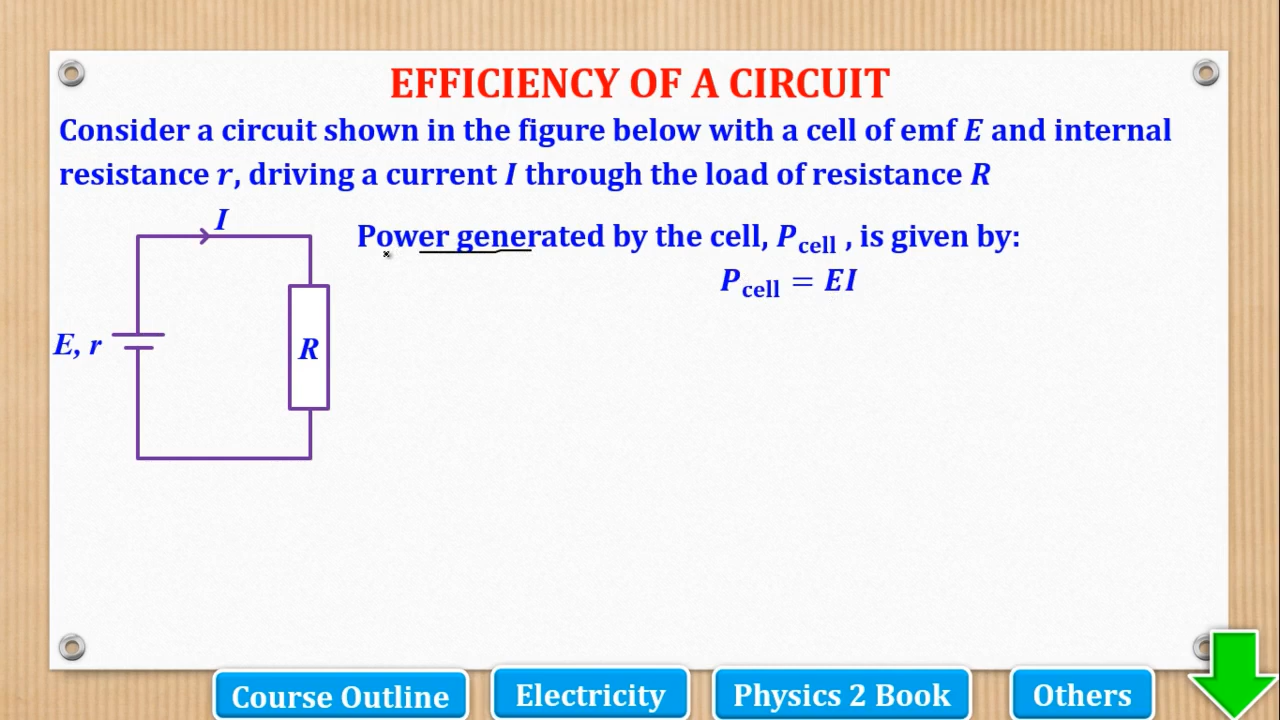 EFFICIENCY OF A CIRCUIT
Consider a circuit shown in the figure below with a cell of emf E and internal
resistance r, driving a current I through the load of resistance R
I
Power generated by the cell, P_cell , is given by:
P_cell = EI
E, r
R
Course Outline
Electricity
Physics 2 Book
Others